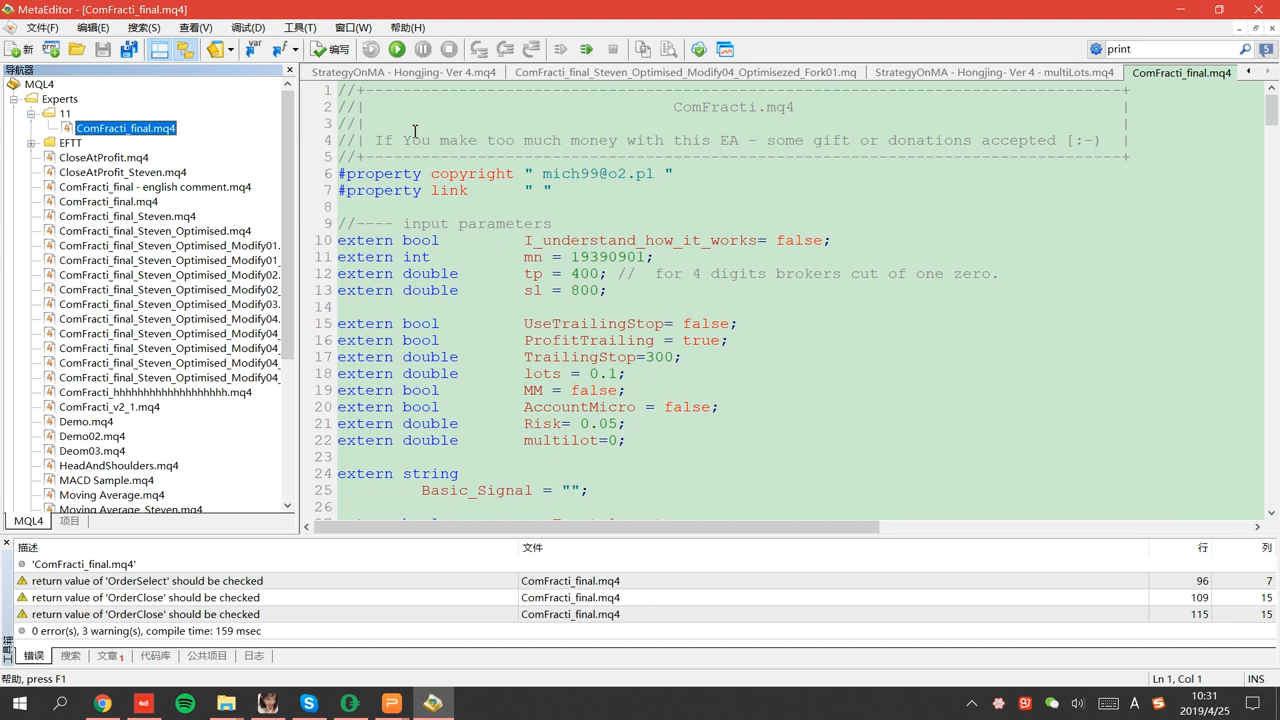 MetaEditor - [ComFracti_final.mq4]
文件(F) 编辑(E) 搜索(S) 查看(V) 调试(D) 工具(T) 窗口(W) 帮助(H)
新 编写 print 5
导航器
StrategyOnMA - Hongjing- Ver 4.mq4 ComFracti_final_Steven_Optimised_Modify04_Optimisezed_Fork01.mq StrategyOnMA - Hongjing- Ver 4 - multiLots.mq4 ComFracti_final.mq4
MQL4
Experts
11
ComFracti_final.mq4
EFTT
CloseAtProfit.mq4
CloseAtProfit_Steven.mq4
ComFracti_final - english comment.mq4
ComFracti_final.mq4
ComFracti_final_Steven.mq4
ComFracti_final_Steven_Optimised.mq4
ComFracti_final_Steven_Optimised_Modify01.
ComFracti_final_Steven_Optimised_Modify01_
ComFracti_final_Steven_Optimised_Modify02.
ComFracti_final_Steven_Optimised_Modify02_
ComFracti_final_Steven_Optimised_Modify03.
ComFracti_final_Steven_Optimised_Modify04.
ComFracti_final_Steven_Optimised_Modify04_
ComFracti_final_Steven_Optimised_Modify04_
ComFracti_final_Steven_Optimised_Modify04_
ComFracti_final_Steven_Optimised_Modify04_
ComFracti_hhhhhhhhhhhhhhhhhhh.mq4
ComFracti_v2_1.mq4
Demo.mq4
Demo02.mq4
Deom03.mq4
HeadAndShoulders.mq4
MACD Sample.mq4
Moving Average.mq4
Moving Average_Steven.mq4
MQL4 项目
1 //+------------------------------------------------------------------+
2 //| ComFracti.mq4 |
3 //| |
4 //| If You make too much money with this EA - some gift or donations accepted [:-) |
5 //+------------------------------------------------------------------+
6 #property copyright " mich99@o2.pl "
7 #property link " "
8
9 //---- input parameters
10 extern bool I_understand_how_it_works= false;
11 extern int mn = 19390901;
12 extern double tp = 400; // for 4 digits brokers cut of one zero.
13 extern double sl = 800;
14
15 extern bool UseTrailingStop= false;
16 extern bool ProfitTrailing = true;
17 extern double TrailingStop=300;
18 extern double lots = 0.1;
19 extern bool MM = false;
20 extern bool AccountMicro = false;
21 extern double Risk= 0.05;
22 extern double multilot=0;
23
24 extern string
25 Basic_Signal = "";
26
描述 文件 行 列
'ComFracti_final.mq4'
return value of 'OrderSelect' should be checked ComFracti_final.mq4 96 7
return value of 'OrderClose' should be checked ComFracti_final.mq4 109 15
return value of 'OrderClose' should be checked ComFracti_final.mq4 115 15
0 error(s), 3 warning(s), compile time: 159 msec
工具箱
错误 搜索 文章 1 代码库 公共项目 日志
帮助, press F1 Ln 1, Col 1 INS
A 10:31
2019/4/25